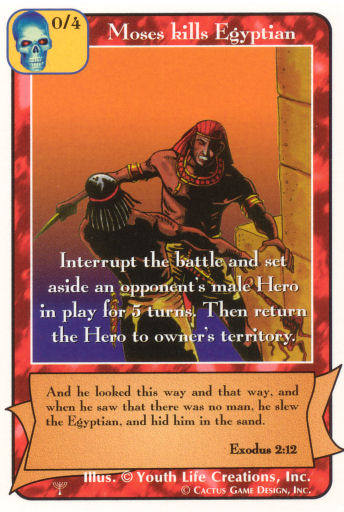 0/4
Moses kills Egyptian
Interrupt the battle and set
aside an opponent's male Hero
in play for 5 turns. Then return
the Hero to owner's territory.
And he looked this way and that way, and
when he saw that there was no man, he slew
the Egyptian, and hid him in the sand.
Exodus 2:12
Illus. © Youth Life Creations, Inc.
© Cactus Game Design, Inc.